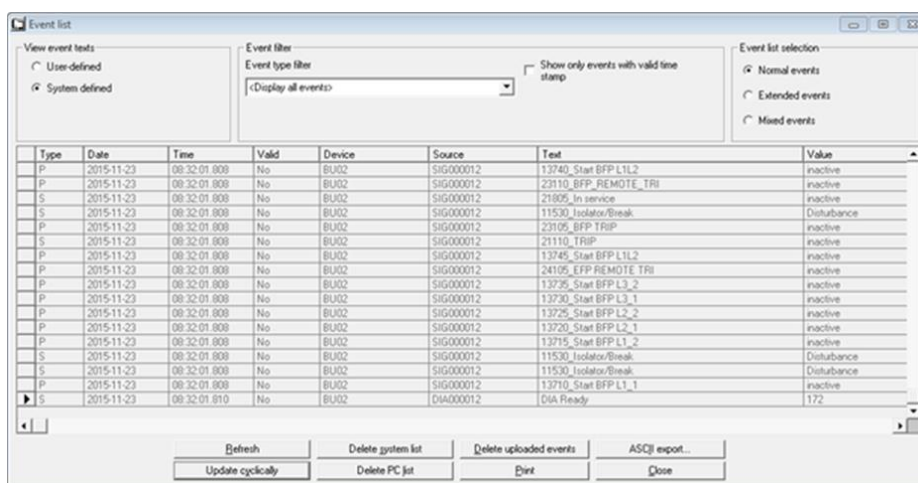 Event list
View event texts
User-defined
System defined
Event filter
Event type filter
<Display all events>
Show only events with valid time
stamp
Event list selection
Normal events
Extended events
Mixed events
Type Date Time Valid Device Source Text Value
P 2015-11-23 08:32:01.808 No BU02 SIG000012 13740_Start BFP L1L2 inactive
P 2015-11-23 08:32:01.808 No BU02 SIG000012 23110_BFP_REMOTE_TRI inactive
S 2015-11-23 08:32:01.808 No BU02 SIG000012 21805_In service inactive
S 2015-11-23 08:32:01.808 No BU02 SIG000012 11530_Isolator/Break. Disturbance
P 2015-11-23 08:32:01.808 No BU02 SIG000012 23105_BFP TRIP inactive
S 2015-11-23 08:32:01.808 No BU02 SIG000012 21110_TRIP inactive
P 2015-11-23 08:32:01.808 No BU02 SIG000012 13745_Start BFP L1L2 inactive
P 2015-11-23 08:32:01.808 No BU02 SIG000012 24105_EFP REMOTE TRI inactive
P 2015-11-23 08:32:01.808 No BU02 SIG000012 13735_Start BFP L3_2 inactive
P 2015-11-23 08:32:01.808 No BU02 SIG000012 13730_Start BFP L3_1 inactive
P 2015-11-23 08:32:01.808 No BU02 SIG000012 13725_Start BFP L2_2 inactive
P 2015-11-23 08:32:01.808 No BU02 SIG000012 13720_Start BFP L2_1 inactive
P 2015-11-23 08:32:01.808 No BU02 SIG000012 13715_Start BFP L1_2 inactive
S 2015-11-23 08:32:01.808 No BU02 SIG000012 11530_Isolator/Break. Disturbance
S 2015-11-23 08:32:01.808 No BU02 SIG000012 11530_Isolator/Break. Disturbance
P 2015-11-23 08:32:01.808 No BU02 SIG000012 13710_Start BFP L1_1 inactive
S 2015-11-23 08:32:01.810 No BU02 DIA000012 DIA Ready 172
Refresh Delete system list Delete uploaded events ASCII export...
Update cyclically Delete PC list Print Close